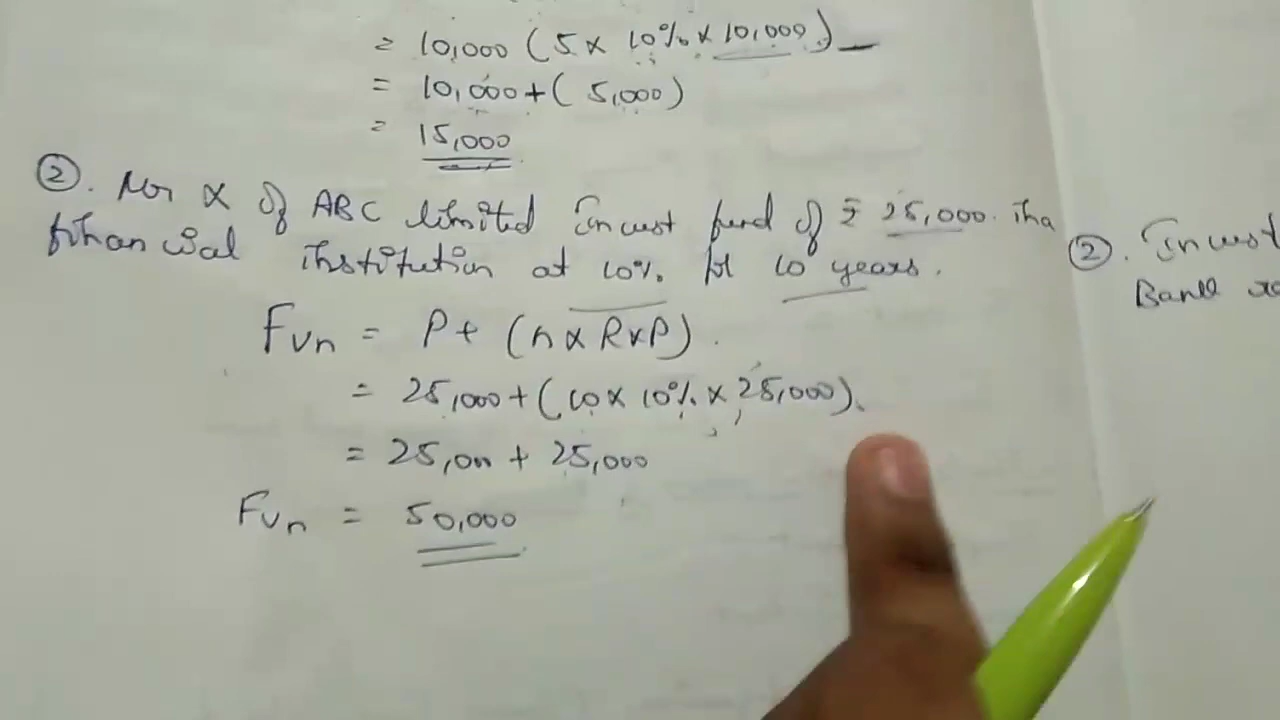 = 10,000 ( 5 x 10% x 10,000 )
= 10,000 + ( 5,000 )
= 15,000
② . Mr X of ABC limited invest fund of ₹ 25,000. in a
financial institution at 10% for 10 years.
FVn = P + (n x R x P) .
= 25,000 + ( 10 x 10% x 25,000 ).
= 25,00 + 25,000
FVn = 50,000
② . Invest
Bank